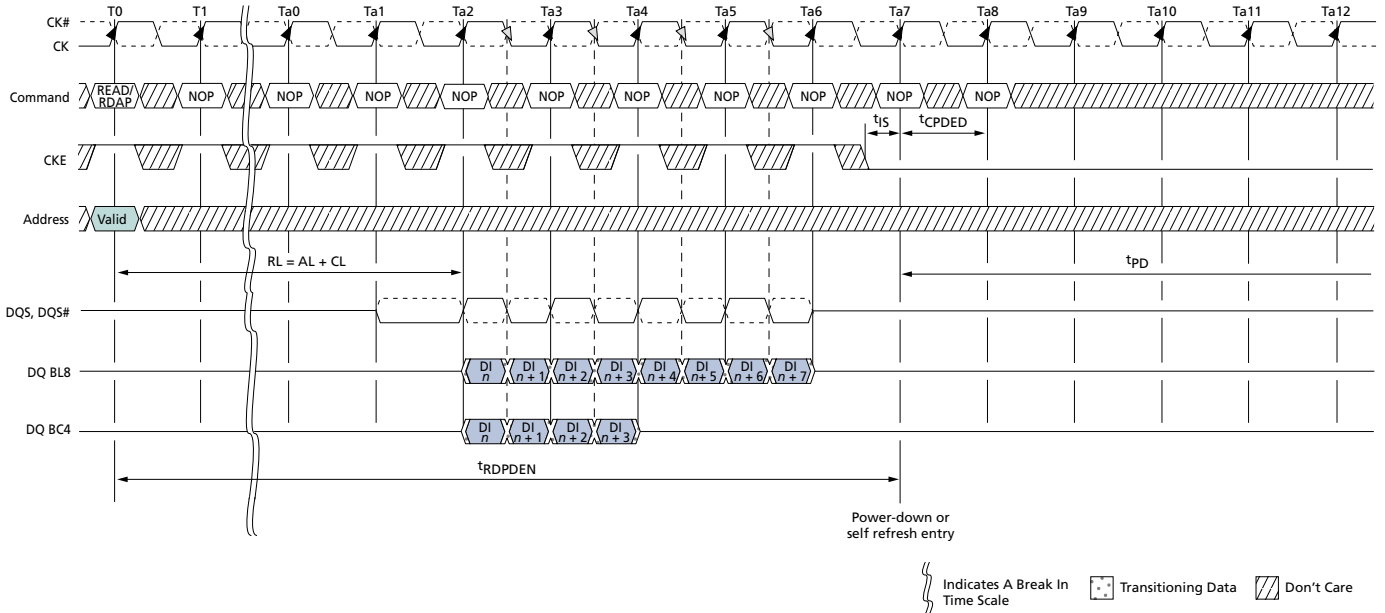 T0 T1 Ta0 Ta1 Ta2 Ta3 Ta4 Ta5 Ta6 Ta7 Ta8 Ta9 Ta10 Ta11 Ta12
CK#
CK
Command READ/ RDAP NOP NOP NOP NOP NOP NOP NOP NOP NOP NOP
tIS tCPDED
CKE
Address Valid
RL = AL + CL tPD
DQS, DQS#
DQ BL8 DI n DI n + 1 DI n + 2 DI n + 3 DI n + 4 DI n+ 5 DI n + 6 DI n + 7
DQ BC4 DI n DI n + 1 DI n + 2 DI n + 3
tRDPDEN
Power-down or
self refresh entry
Indicates A Break In
Time Scale
Transitioning Data
Don't Care